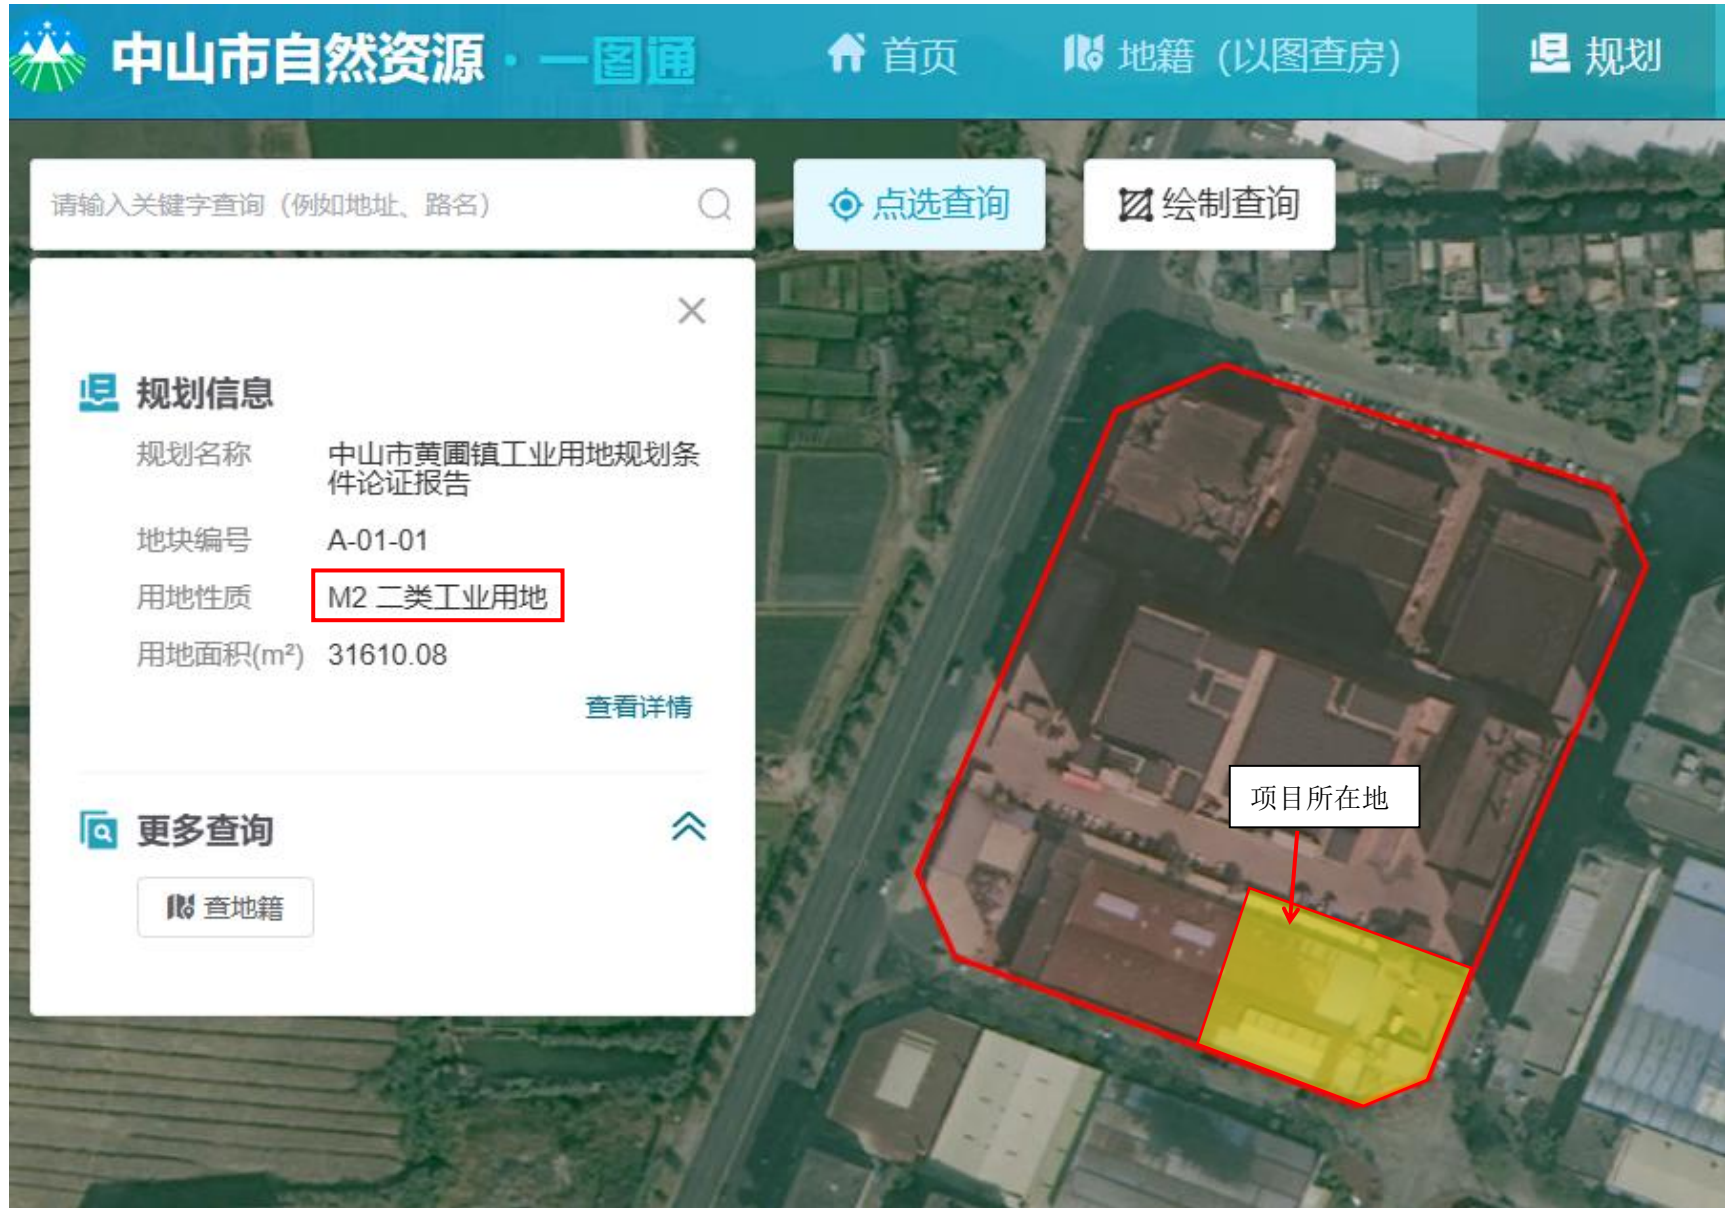 中山市自然资源·一图通
首页
地籍（以图查房）
规划
请输入关键字查询（例如地址、路名）
点选查询
绘制查询
规划信息
规划名称 中山市黄圃镇工业用地规划条
件论证报告
地块编号 A-01-01
用地性质 M2 二类工业用地
用地面积(m²) 31610.08
查看详情
更多查询
查地籍
项目所在地